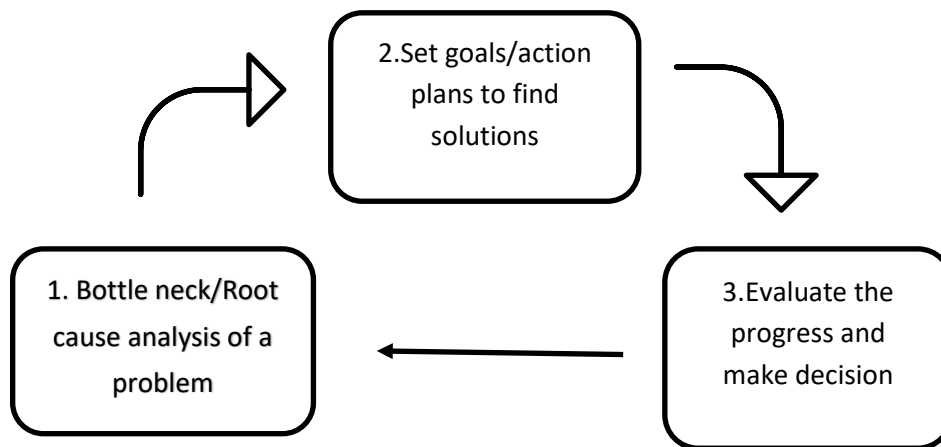 1. Bottle neck/Root
cause analysis of a
problem
2.Set goals/action
plans to find
solutions
3.Evaluate the
progress and
make decision